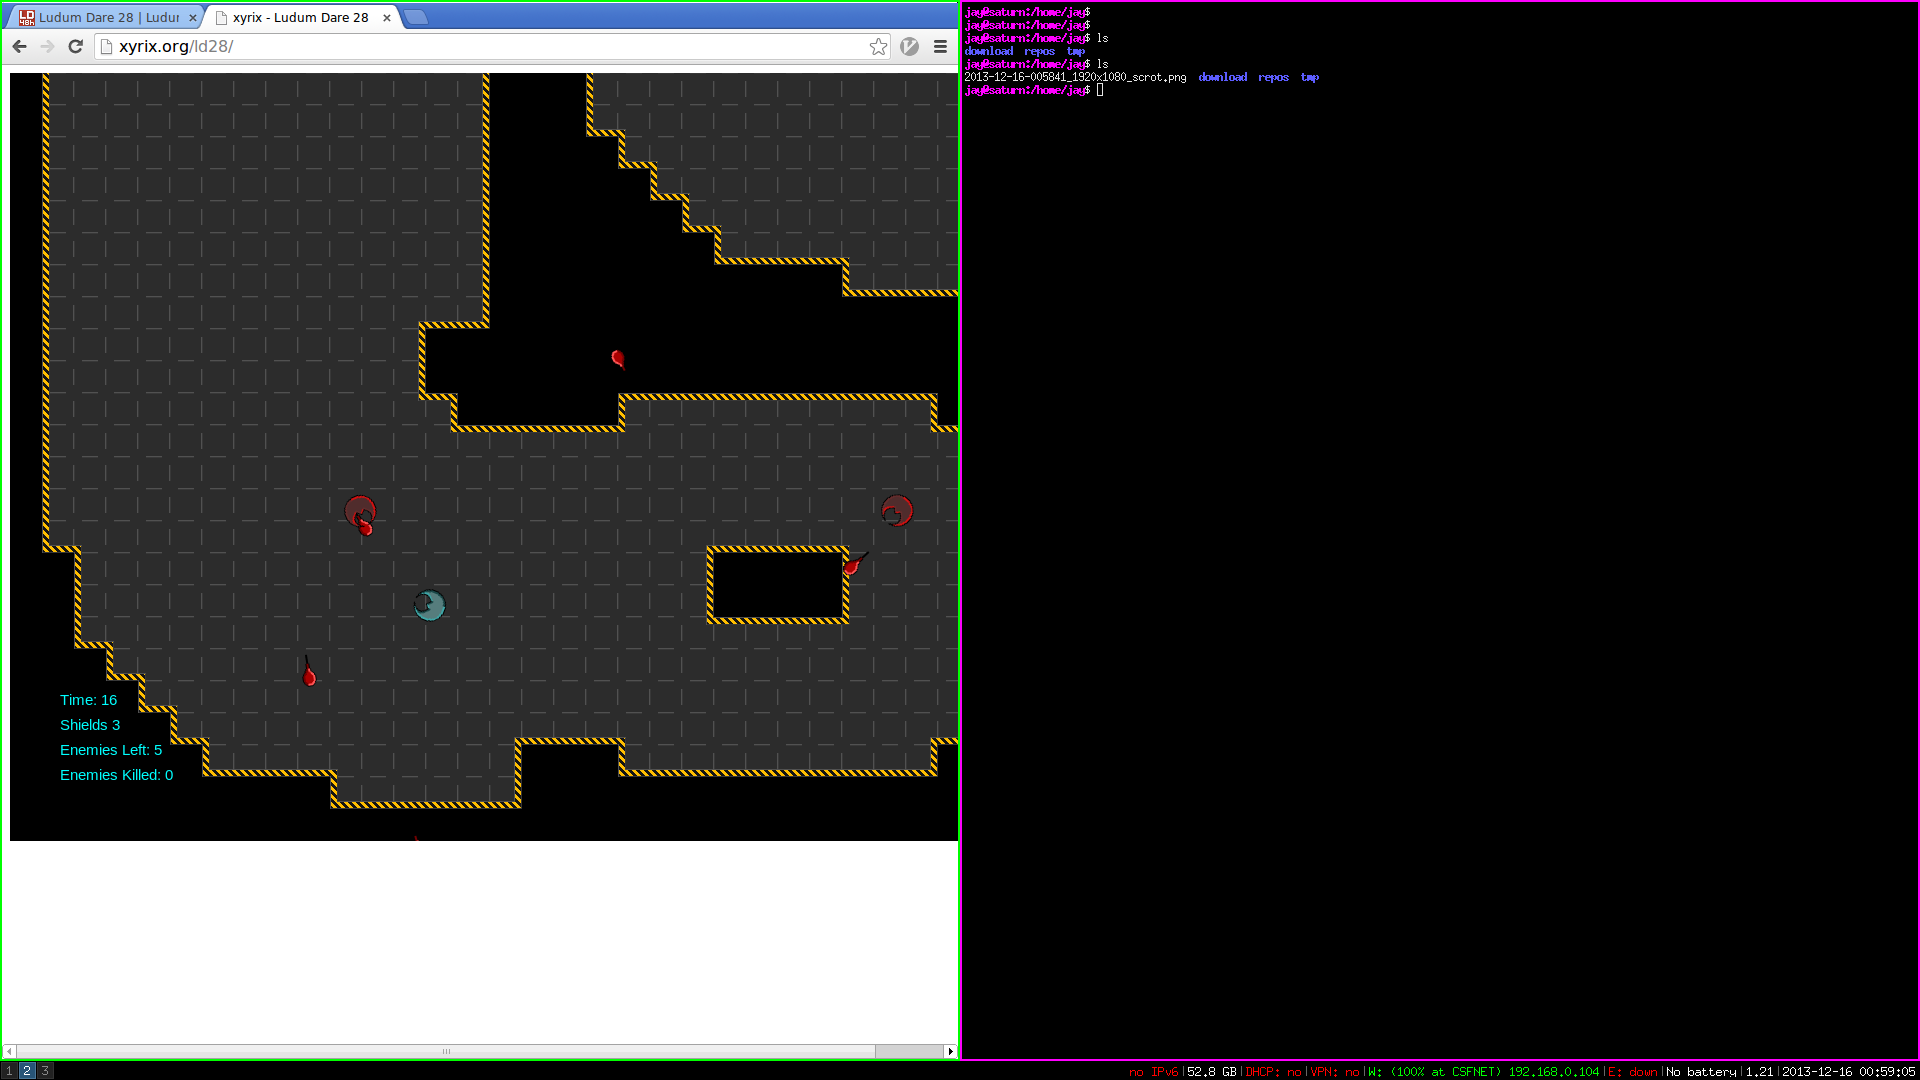 Ludum Dare 28 | Ludur
xyrix - Ludum Dare 28
xyrix.org/ld28/
Time: 16
Shields 3
Enemies Left: 5
Enemies Killed: 0
jay@saturn:/home/jay$
jay@saturn:/home/jay$
jay@saturn:/home/jay$ ls
download repos tmp
jay@saturn:/home/jay$ ls
2013-12-16-005841_1920x1080_scrot.png download repos tmp
jay@saturn:/home/jay$
1 2 3
no IPv6|52.8 GB|DHCP: no|VPN: no|W: (100% at CSFNET) 192.168.0.104|E: down|No battery|1.21|2013-12-16 00:59:05